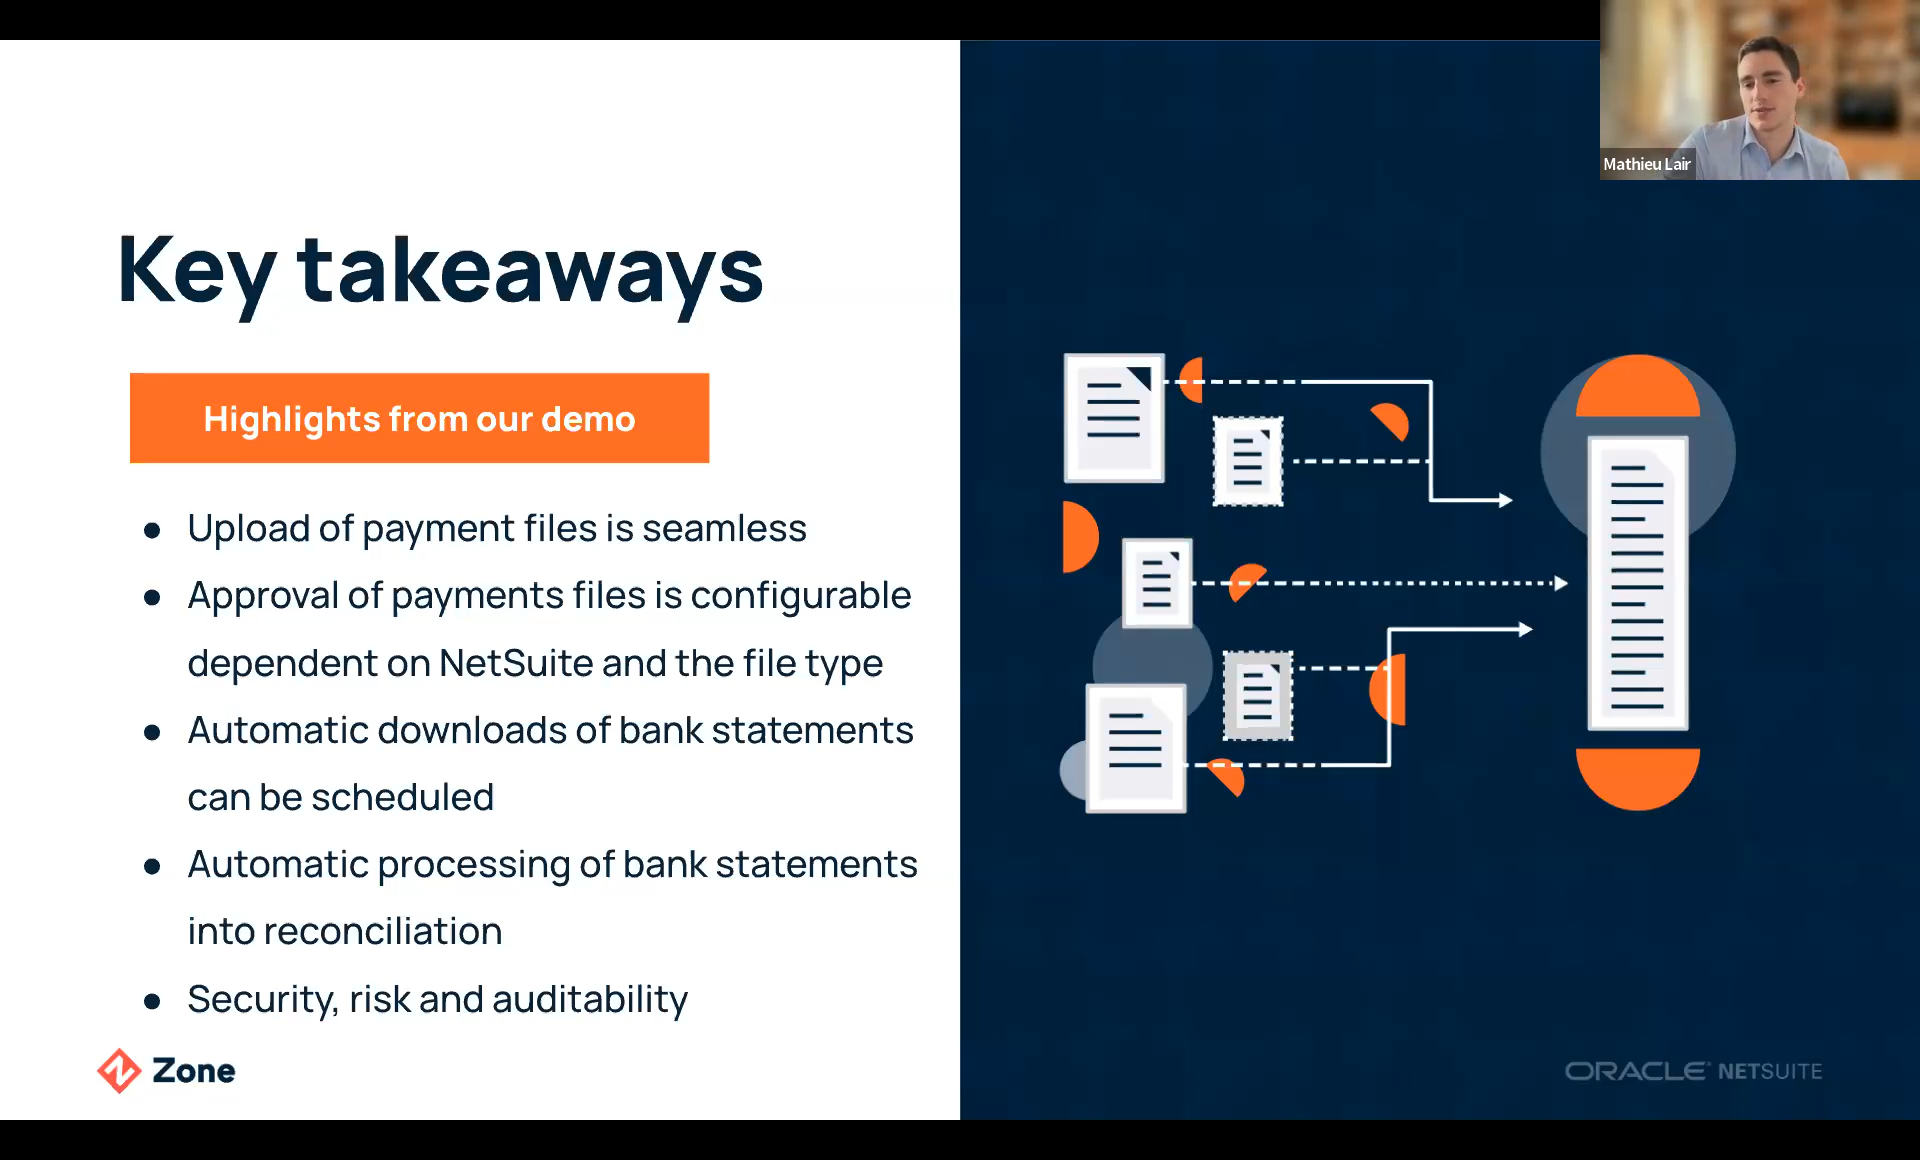 Mathieu Lair
Key takeaways
Highlights from our demo
● Upload of payment files is seamless
● Approval of payments files is configurable
dependent on NetSuite and the file type
● Automatic downloads of bank statements
can be scheduled
● Automatic processing of bank statements
into reconciliation
● Security, risk and auditability
Zone
ORACLE NETSUITE